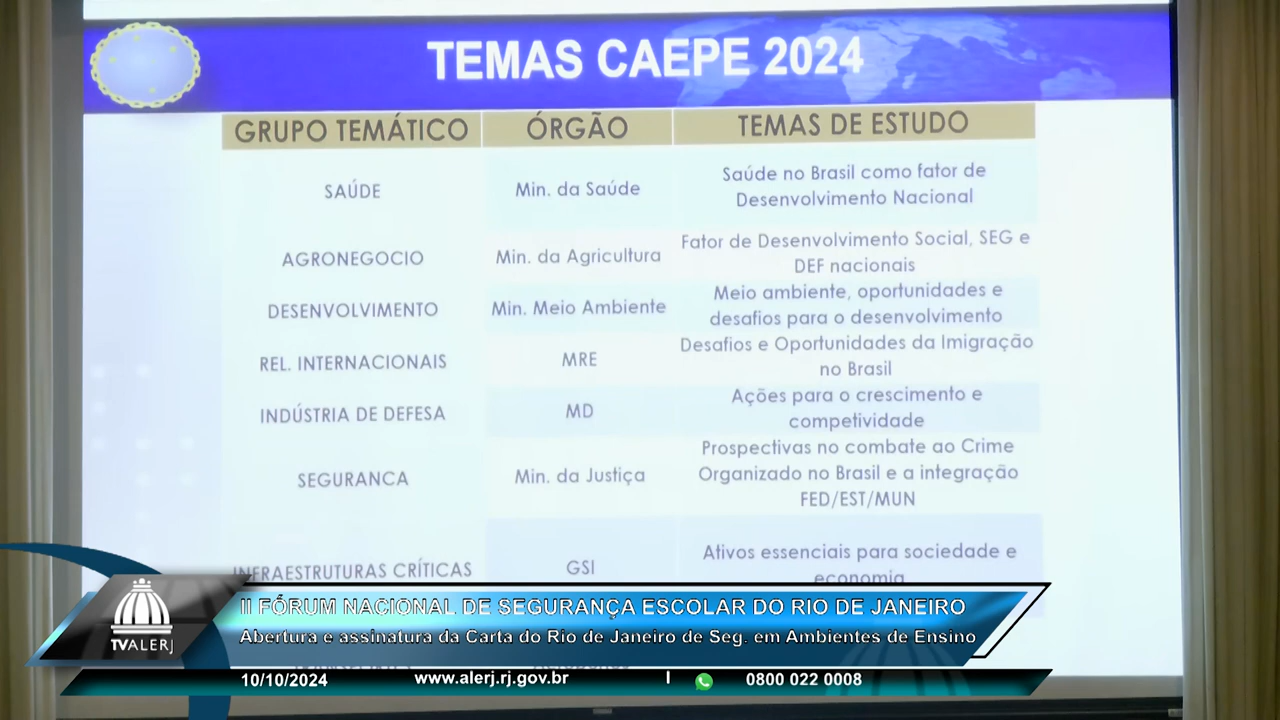 TEMAS CAEPE 2024
GRUPO TEMÁTICO ÓRGÃO TEMAS DE ESTUDO
SAÚDE Min. da Saúde Saúde no Brasil como fator de
Desenvolvimento Nacional
AGRONEGOCIO Min. da Agricultura Fator de Desenvolvimento Social, SEG e
DEF nacionais
DESENVOLVIMENTO Min. Meio Ambiente Meio ambiente, oportunidades e
desafios para o desenvolvimento
REL. INTERNACIONAIS MRE Desafios e Oportunidades da Imigração
no Brasil
INDÚSTRIA DE DEFESA MD Ações para o crescimento e
competividade
SEGURANCA Min. da Justiça Prospectivas no combate ao Crime
Organizado no Brasil e a integração
FED/EST/MUN
INFRAESTRUTURAS CRÍTICAS GSI Ativos essenciais para sociedade e
economia
II FÓRUM NACIONAL DE SEGURANÇA ESCOLAR DO RIO DE JANEIRO
Abertura e assinatura da Carta do Rio de Janeiro de Seg. em Ambientes de Ensino
TVALERJ
10/10/2024 www.alerj.rj.gov.br | 0800 022 0008